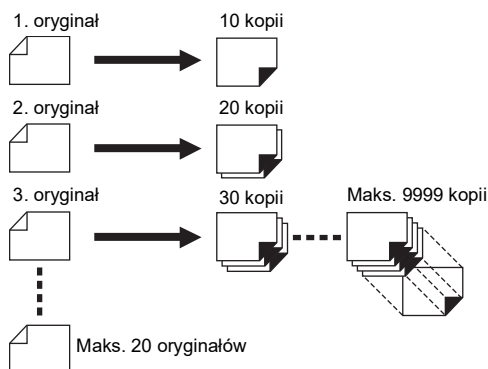 1. oryginał
10 kopii
2. oryginał
20 kopii
3. oryginał
30 kopii
Maks. 9999 kopii
Maks. 20 oryginałów